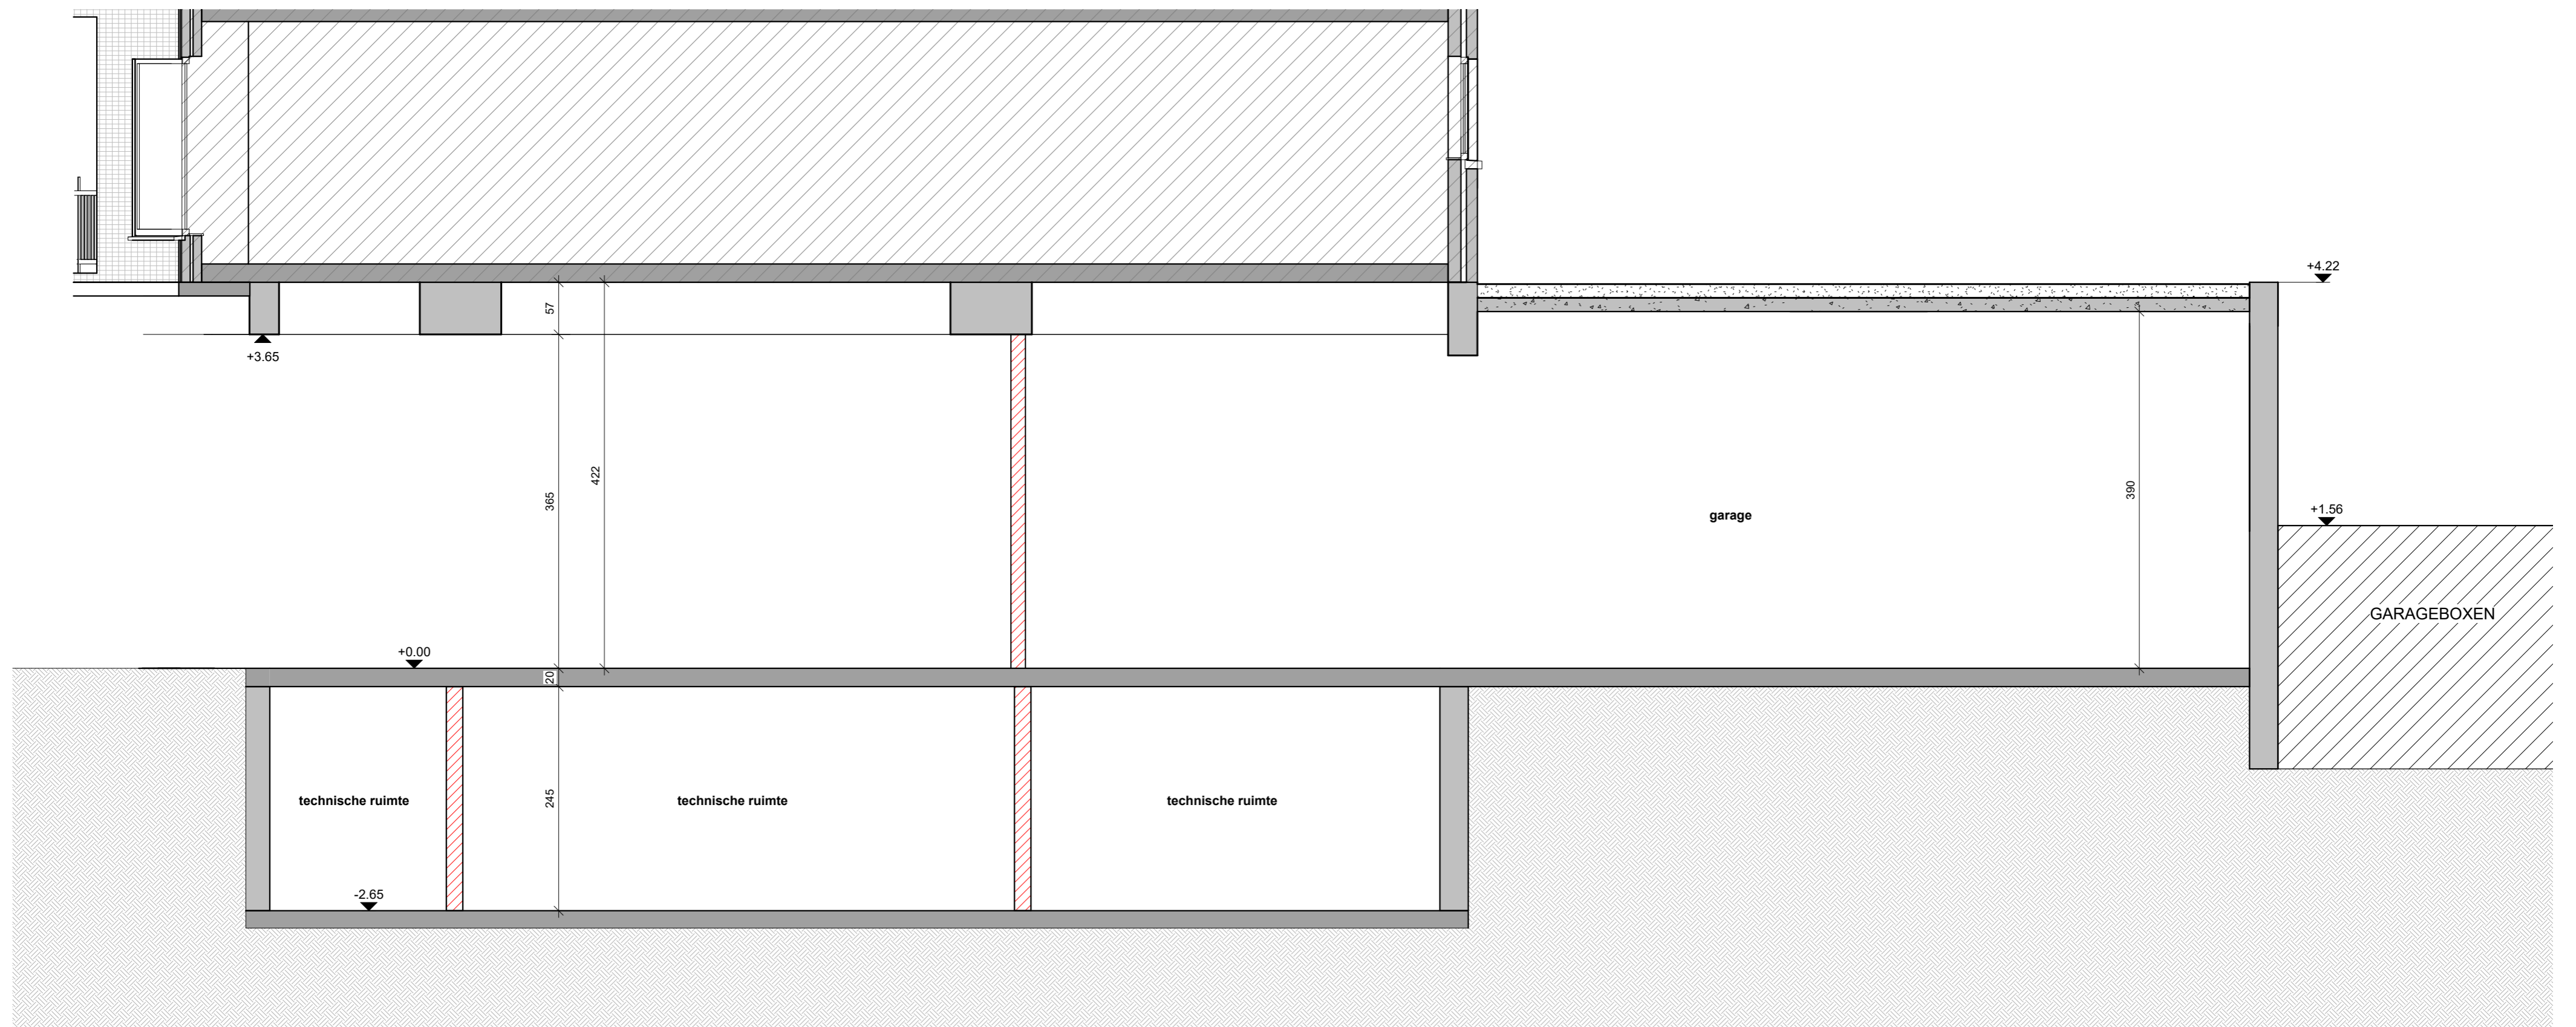 +4.22
57
+3.65
422
365
390
garage
+1.56
GARAGEBOXEN
+0.00
20
technische ruimte
technische ruimte
technische ruimte
245
-2.65